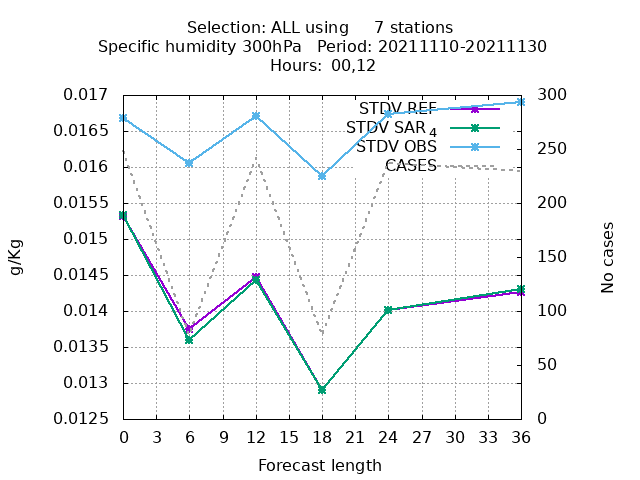 Selection: ALL using 7 stations
Specific humidity 300hPa Period: 20211110-20211130
Hours: 00,12
0.017
0.0165
0.016
0.0155
0.015
0.0145
0.014
0.0135
0.013
0.0125
g/Kg
STDV REF
STDV SAR 4
STDV OBS
CASES
300
250
200
150
100
50
0
No cases
0 3 6 9 12 15 18 21 24 27 30 33 36
Forecast length